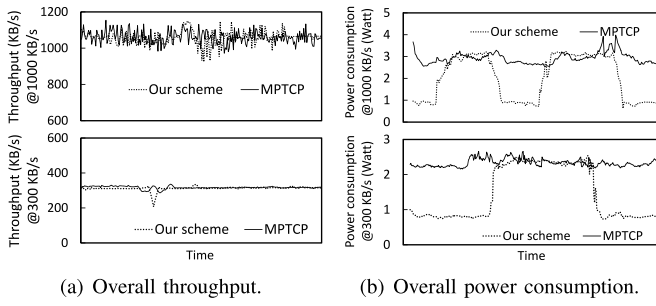 Throughput (KB/s)
@1000 KB/s
1200
1000
800
600
Our scheme
MPTCP
Throughput (KB/s)
@300 KB/s
600
400
200
0
Our scheme
MPTCP
Time
(a) Overall throughput.
Power consumption
@1000 KB/s (Watt)
5
4
3
2
1
0
Our scheme
MPTCP
Power consumption
@300 KB/s (Watt)
3
2
1
0
Our scheme
MPTCP
Time
(b) Overall power consumption.